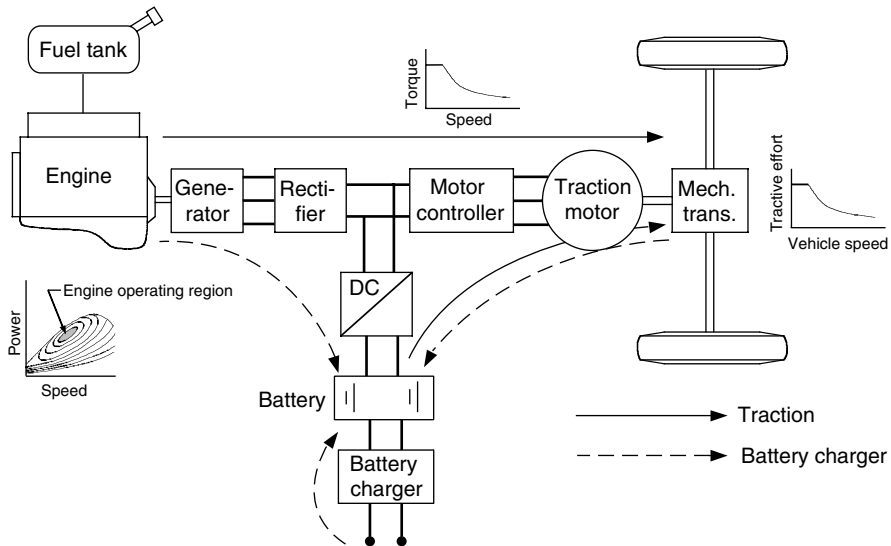 Fuel tank
Engine
Gene-
rator
Recti-
fier
Motor
controller
Traction
motor
Mech.
trans.
Torque
Speed
Tractive effort
Vehicle speed
DC
Engine operating region
Power
Speed
Battery
Battery
charger
Traction
Battery charger